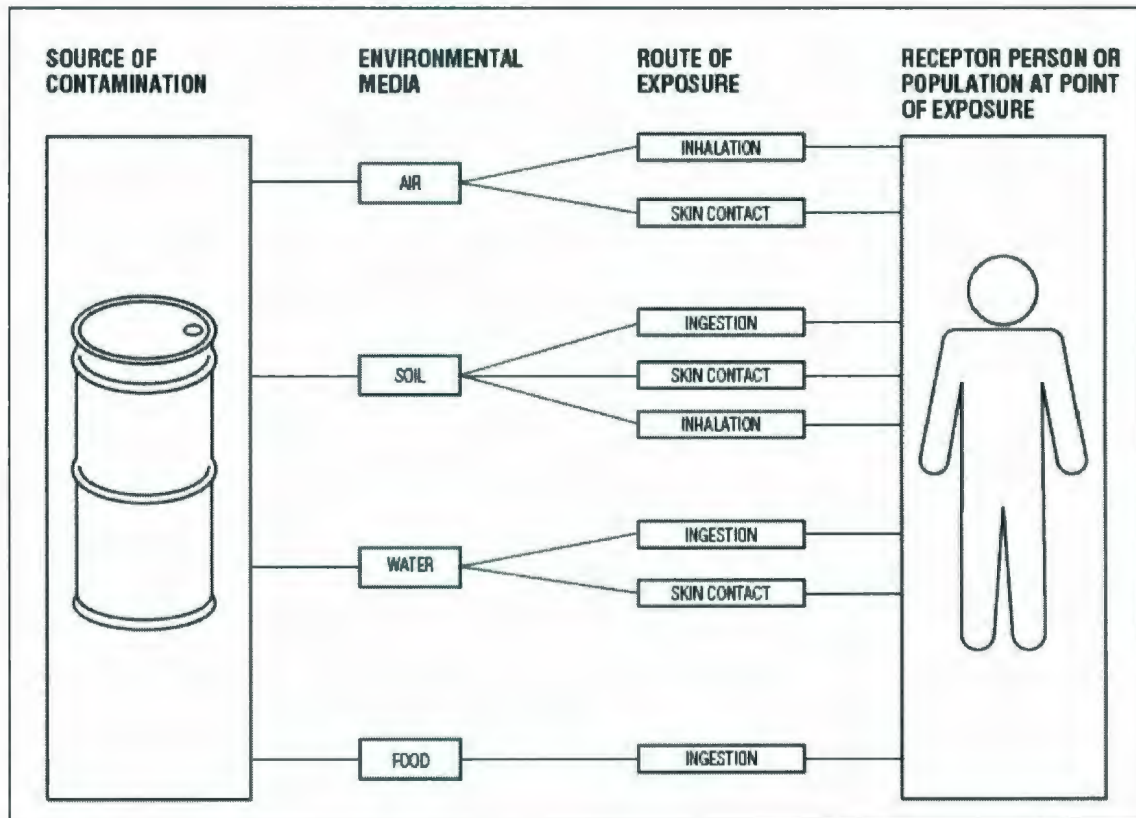 SOURCE OF
CONTAMINATION
ENVIRONMENTAL
MEDIA
ROUTE OF
EXPOSURE
RECEPTOR PERSON OR
POPULATION AT POINT
OF EXPOSURE
AIR
INHALATION
SKIN CONTACT
SOIL
INGESTION
SKIN CONTACT
INHALATION
WATER
INGESTION
SKIN CONTACT
FOOD
INGESTION